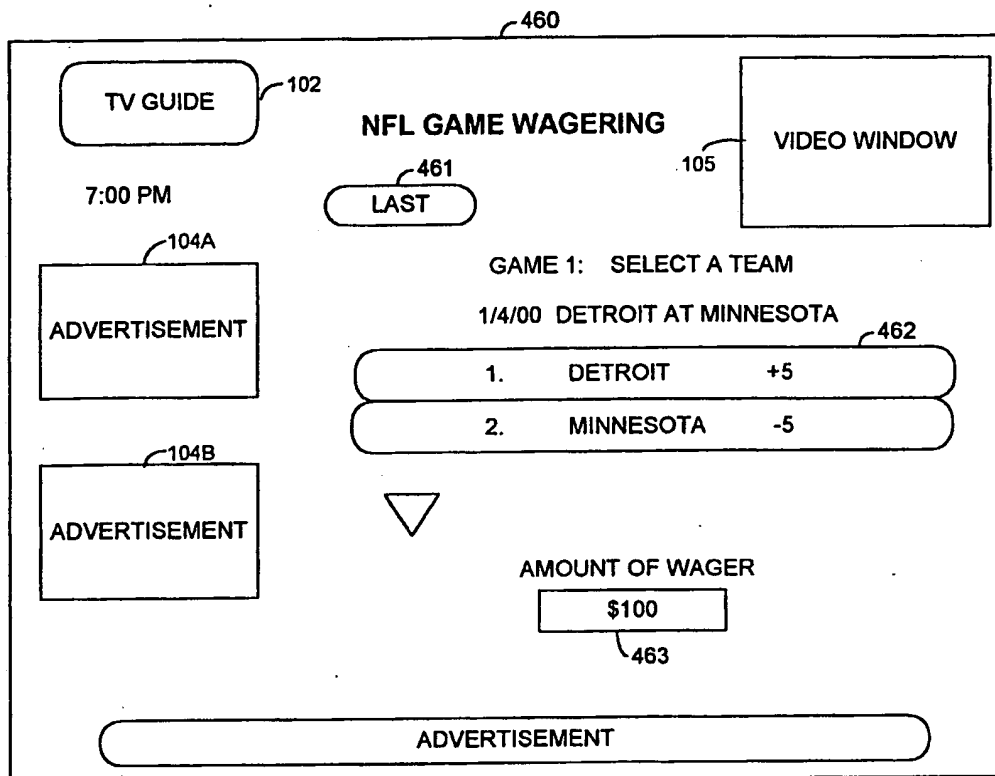 460
TV GUIDE
102
NFL GAME WAGERING
VIDEO WINDOW
105
461
7:00 PM
LAST
104A
GAME 1: SELECT A TEAM
ADVERTISEMENT
1/4/00 DETROIT AT MINNESOTA
462
1. DETROIT +5
2. MINNESOTA -5
104B
ADVERTISEMENT
AMOUNT OF WAGER
$100
463
ADVERTISEMENT